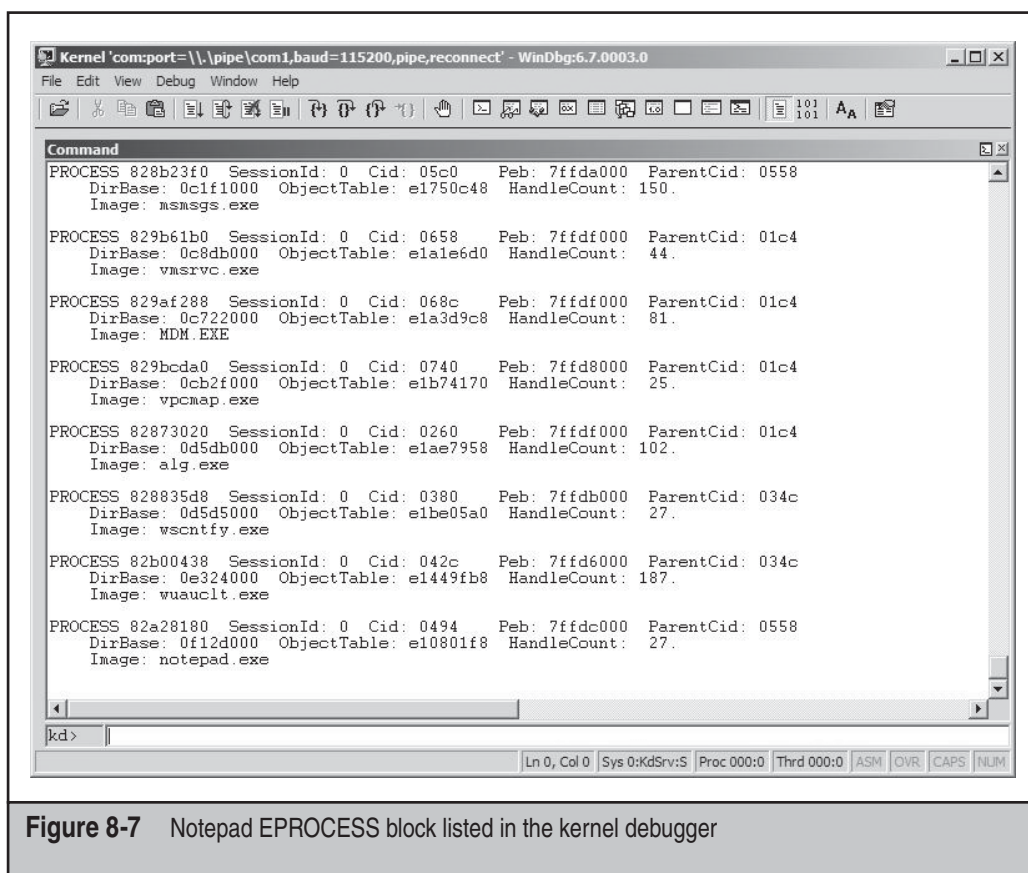 Kernel 'com:port=\\.\pipe\com1,baud=115200,pipe,reconnect' - WinDbg:6.7.0003.0
File Edit View Debug Window Help
Command
PROCESS 828b23f0 SessionId: 0 Cid: 05c0 Peb: 7ffda000 ParentCid: 0558
DirBase: 0c1f1000 ObjectTable: e1750c48 HandleCount: 150.
Image: msmsgs.exe
PROCESS 829b61b0 SessionId: 0 Cid: 0658 Peb: 7ffdf000 ParentCid: 01c4
DirBase: 0c8db000 ObjectTable: e1a1e6d0 HandleCount: 44.
Image: vmsrvc.exe
PROCESS 829af288 SessionId: 0 Cid: 068c Peb: 7ffdf000 ParentCid: 01c4
DirBase: 0c722000 ObjectTable: e1a3d9c8 HandleCount: 81.
Image: MDM.EXE
PROCESS 829bcda0 SessionId: 0 Cid: 0740 Peb: 7ffd8000 ParentCid: 01c4
DirBase: 0cb2f000 ObjectTable: e1b74170 HandleCount: 25.
Image: vpcmap.exe
PROCESS 82873020 SessionId: 0 Cid: 0260 Peb: 7ffdf000 ParentCid: 01c4
DirBase: 0d5db000 ObjectTable: e1ae7958 HandleCount: 102.
Image: alg.exe
PROCESS 828835d8 SessionId: 0 Cid: 0380 Peb: 7ffdb000 ParentCid: 034c
DirBase: 0d5d5000 ObjectTable: e1be05a0 HandleCount: 27.
Image: wscntfy.exe
PROCESS 82b00438 SessionId: 0 Cid: 042c Peb: 7ffd6000 ParentCid: 034c
DirBase: 0e324000 ObjectTable: e1449fb8 HandleCount: 187.
Image: wuauclt.exe
PROCESS 82a28180 SessionId: 0 Cid: 0494 Peb: 7ffdc000 ParentCid: 0558
DirBase: 0f12d000 ObjectTable: e10801f8 HandleCount: 27.
Image: notepad.exe
kd>
Ln 0, Col 0 Sys 0:KdSrv:S Proc 000:0 Thrd 000:0 ASM OVR CAPS NUM
Figure 8-7 Notepad EPROCESS block listed in the kernel debugger